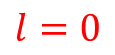 l = 0